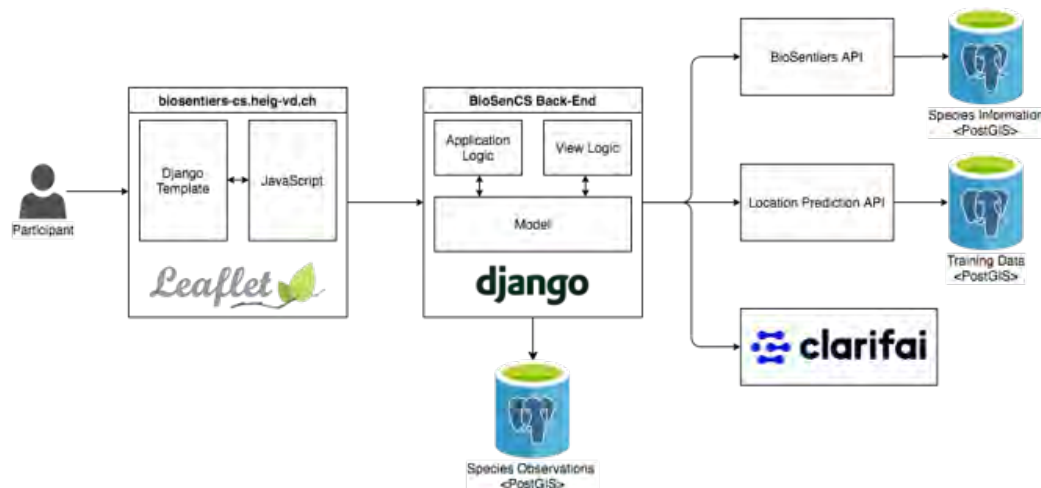 Participant
biosentiers-cs.heig-vd.ch
Django
Template
JavaScript
Leaflet
BioSenCS Back-End
Application
Logic
View Logic
Model
django
Species Observations
<PostGIS>
BioSentiers API
Species Information
<PostGIS>
Location Prediction API
Training Data
<PostGIS>
clarifai